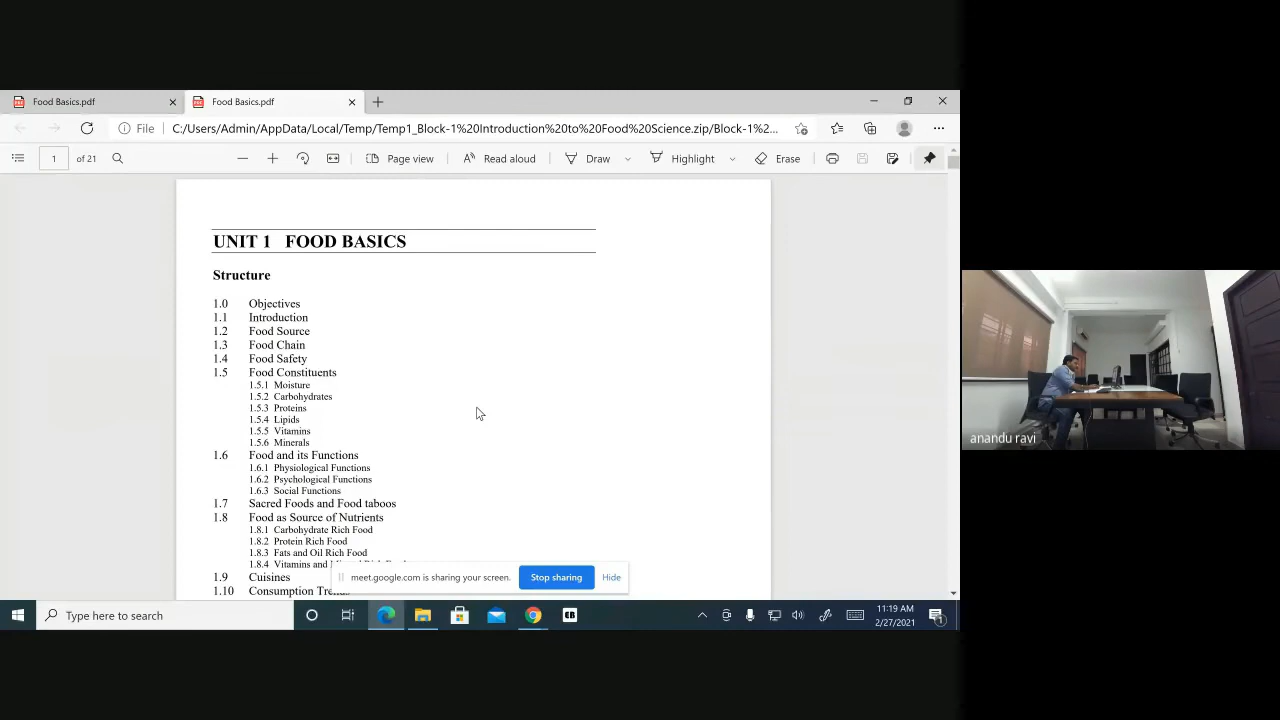 Food Basics.pdf
Food Basics.pdf
File C:/Users/Admin/AppData/Local/Temp/Temp1_Block-1%20Introduction%20to%20Food%20Science.zip/Block-1%2...
1 of 21 Page view Read aloud Draw Highlight Erase
UNIT 1 FOOD BASICS
Structure
1.0 Objectives
1.1 Introduction
1.2 Food Source
1.3 Food Chain
1.4 Food Safety
1.5 Food Constituents
1.5.1 Moisture
1.5.2 Carbohydrates
1.5.3 Proteins
1.5.4 Lipids
1.5.5 Vitamins
1.5.6 Minerals
1.6 Food and its Functions
1.6.1 Physiological Functions
1.6.2 Psychological Functions
1.6.3 Social Functions
1.7 Sacred Foods and Food taboos
1.8 Food as Source of Nutrients
1.8.1 Carbohydrate Rich Food
1.8.2 Protein Rich Food
1.8.3 Fats and Oil Rich Food
1.8.4 Vitamins and
1.9 Cuisines
1.10 Consumption
meet.google.com is sharing your screen. Stop sharing Hide
anandu ravi
Type here to search
11:19 AM
2/27/2021